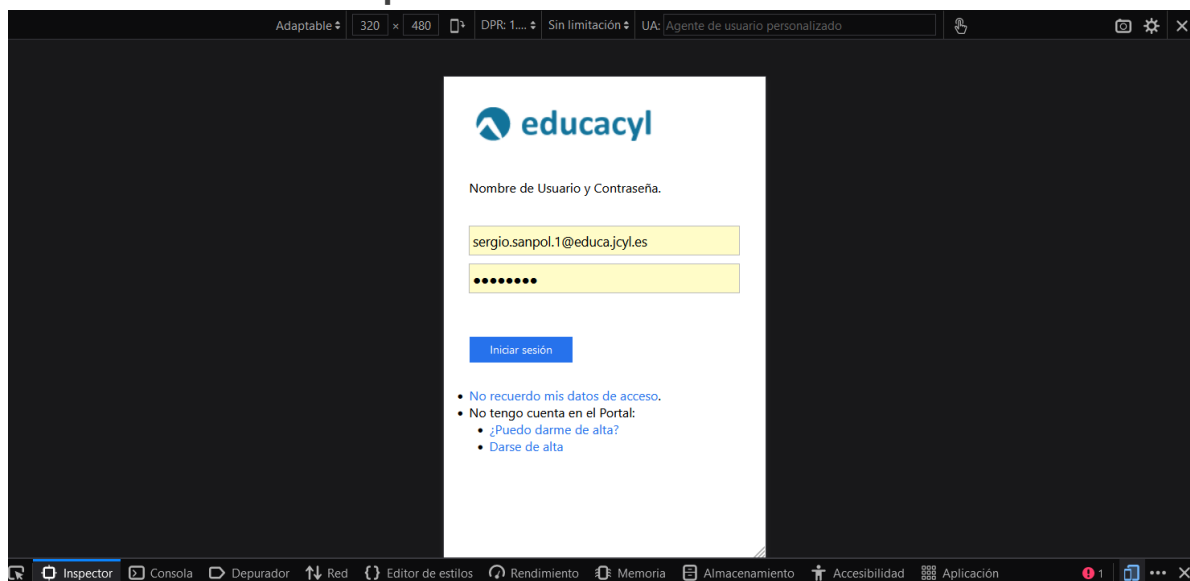 Adaptable 320 × 480 DPR: 1.... Sin limitación UA: Agente de usuario personalizado
educacyl
Nombre de Usuario y Contraseña.
sergio.sanpol.1@educa.jcyl.es
●●●●●●●●
Iniciar sesión
• No recuerdo mis datos de acceso.
• No tengo cuenta en el Portal:
• ¿Puedo darme de alta?
• Darse de alta
Inspector Consola Depurador Red Editor de estilos Rendimiento Memoria Almacenamiento Accesibilidad Aplicación 1